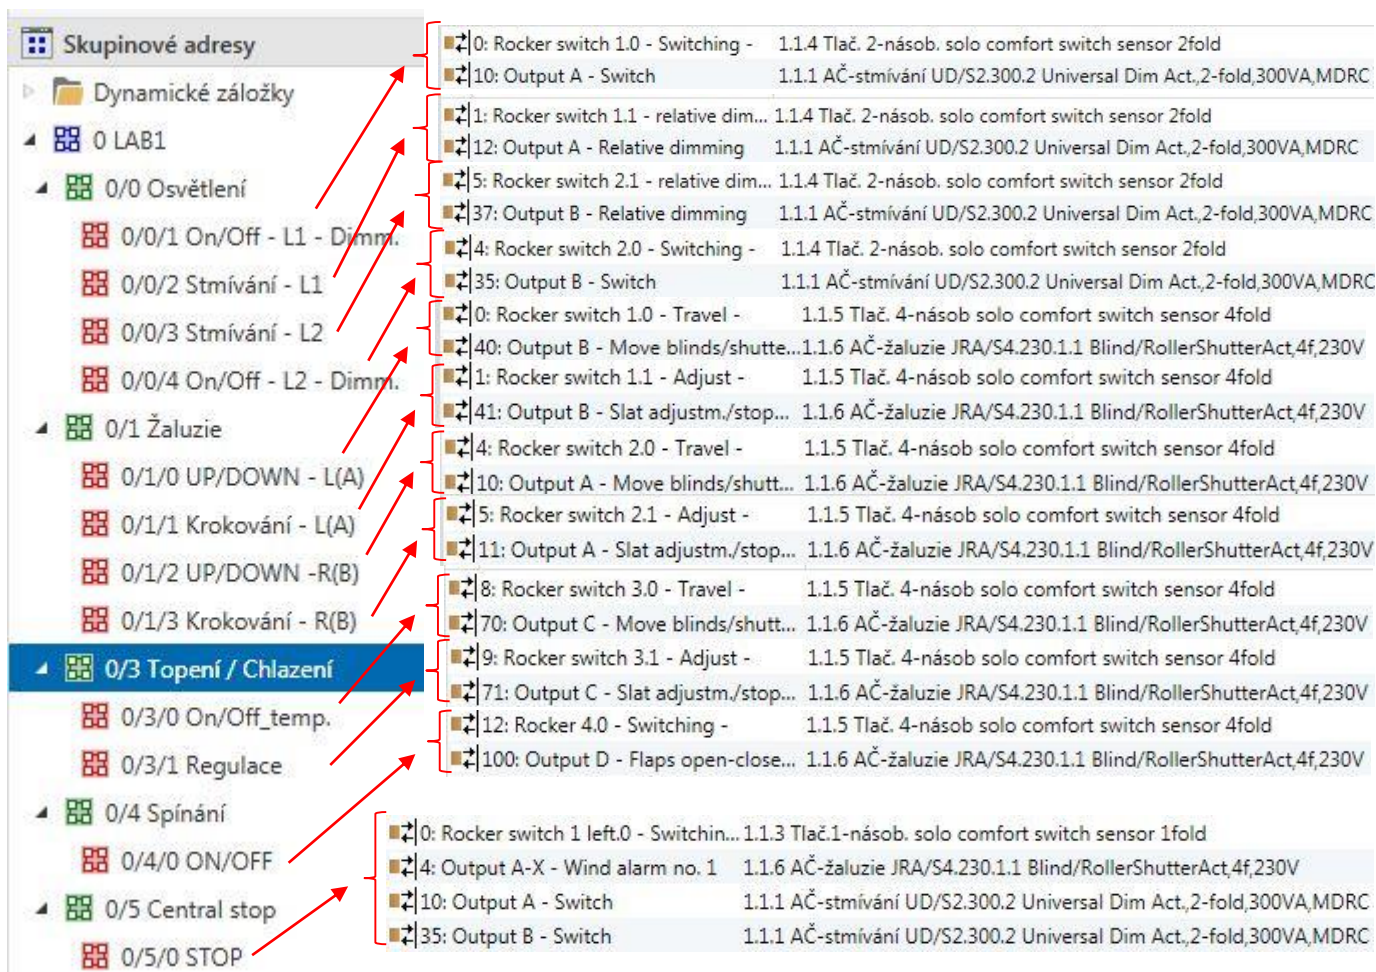 Skupinové adresy
Dynamické záložky
0 LAB1
0/0 Osvětlení
0/0/1 On/Off - L1 - Dimm.
0/0/2 Stmívání - L1
0/0/3 Stmívání - L2
0/0/4 On/Off - L2 - Dimm.
0/1 Žaluzie
0/1/0 UP/DOWN - L(A)
0/1/1 Krokování - L(A)
0/1/2 UP/DOWN -R(B)
0/1/3 Krokování - R(B)
0/3 Topení / Chlazení
0/3/0 On/Off_temp.
0/3/1 Regulace
0/4 Spínání
0/4/0 ON/OFF
0/5 Central stop
0/5/0 STOP
0: Rocker switch 1.0 - Switching - 1.1.4 Tlač. 2-násob. solo comfort switch sensor 2fold
10: Output A - Switch 1.1.1 AČ-stmívání UD/S2.300.2 Universal Dim Act.,2-fold,300VA,MDRC
1: Rocker switch 1.1 - relative dim... 1.1.4 Tlač. 2-násob. solo comfort switch sensor 2fold
12: Output A - Relative dimming 1.1.1 AČ-stmívání UD/S2.300.2 Universal Dim Act.,2-fold,300VA,MDRC
5: Rocker switch 2.1 - relative dim... 1.1.4 Tlač. 2-násob. solo comfort switch sensor 2fold
37: Output B - Relative dimming 1.1.1 AČ-stmívání UD/S2.300.2 Universal Dim Act.,2-fold,300VA,MDRC
4: Rocker switch 2.0 - Switching - 1.1.4 Tlač. 2-násob. solo comfort switch sensor 2fold
35: Output B - Switch 1.1.1 AČ-stmívání UD/S2.300.2 Universal Dim Act.,2-fold,300VA,MDRC
0: Rocker switch 1.0 - Travel - 1.1.5 Tlač. 4-násob solo comfort switch sensor 4fold
40: Output B - Move blinds/shutte... 1.1.6 AČ-žaluzie JRA/S4.230.1.1 Blind/RollerShutterAct,4f,230V
1: Rocker switch 1.1 - Adjust - 1.1.5 Tlač. 4-násob solo comfort switch sensor 4fold
41: Output B - Slat adjustm./stop... 1.1.6 AČ-žaluzie JRA/S4.230.1.1 Blind/RollerShutterAct,4f,230V
4: Rocker switch 2.0 - Travel - 1.1.5 Tlač. 4-násob solo comfort switch sensor 4fold
10: Output A - Move blinds/shutt... 1.1.6 AČ-žaluzie JRA/S4.230.1.1 Blind/RollerShutterAct,4f,230V
5: Rocker switch 2.1 - Adjust - 1.1.5 Tlač. 4-násob solo comfort switch sensor 4fold
11: Output A - Slat adjustm./stop... 1.1.6 AČ-žaluzie JRA/S4.230.1.1 Blind/RollerShutterAct,4f,230V
8: Rocker switch 3.0 - Travel - 1.1.5 Tlač. 4-násob solo comfort switch sensor 4fold
70: Output C - Move blinds/shutt... 1.1.6 AČ-žaluzie JRA/S4.230.1.1 Blind/RollerShutterAct,4f,230V
9: Rocker switch 3.1 - Adjust - 1.1.5 Tlač. 4-násob solo comfort switch sensor 4fold
71: Output C - Slat adjustm./stop... 1.1.6 AČ-žaluzie JRA/S4.230.1.1 Blind/RollerShutterAct,4f,230V
12: Rocker 4.0 - Switching - 1.1.5 Tlač. 4-násob solo comfort switch sensor 4fold
100: Output D - Flaps open-close... 1.1.6 AČ-žaluzie JRA/S4.230.1.1 Blind/RollerShutterAct,4f,230V
0: Rocker switch 1 left.0 - Switchin... 1.1.3 Tlač.1-násob. solo comfort switch sensor 1fold
4: Output A-X - Wind alarm no. 1 1.1.6 AČ-žaluzie JRA/S4.230.1.1 Blind/RollerShutterAct,4f,230V
10: Output A - Switch 1.1.1 AČ-stmívání UD/S2.300.2 Universal Dim Act.,2-fold,300VA,MDRC
35: Output B - Switch 1.1.1 AČ-stmívání UD/S2.300.2 Universal Dim Act.,2-fold,300VA,MDRC